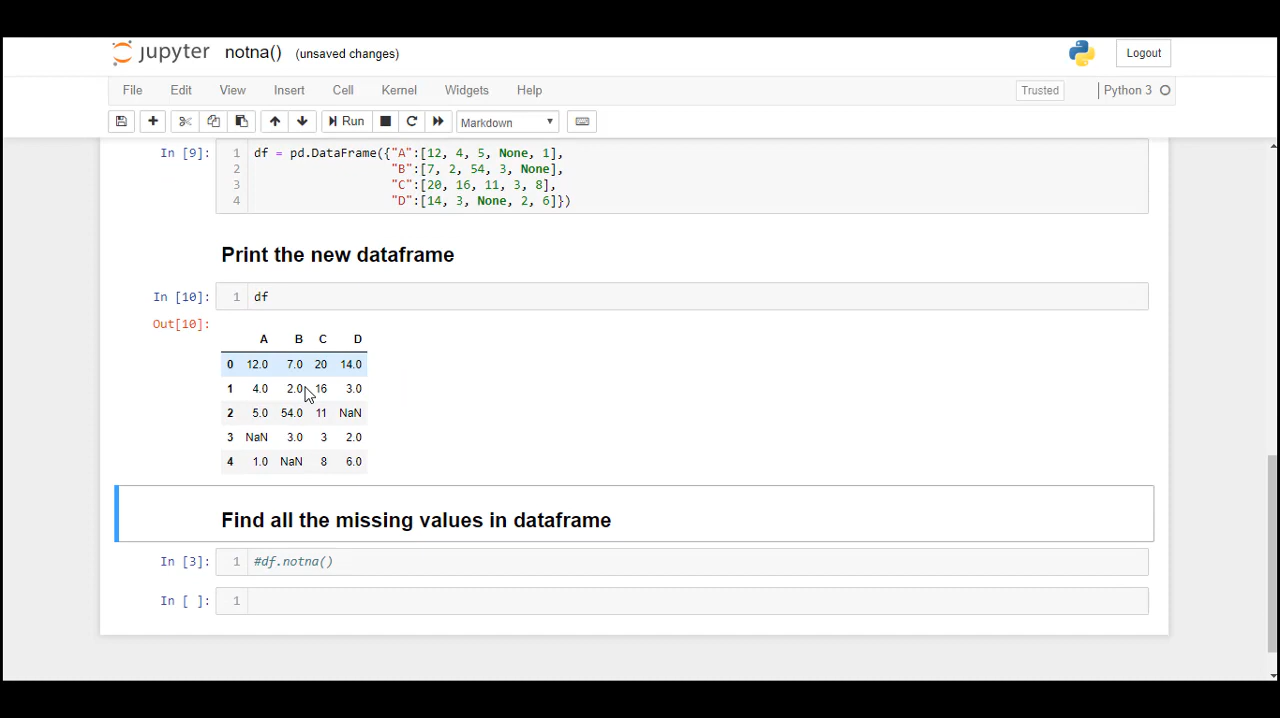 jupyter notna() (unsaved changes) Logout
File Edit View Insert Cell Kernel Widgets Help Trusted Python 3
Run Markdown
In [9]: 1 df = pd.DataFrame({"A":[12, 4, 5, None, 1],
2 "B":[7, 2, 54, 3, None],
3 "C":[20, 16, 11, 3, 8],
4 "D":[14, 3, None, 2, 6]})
Print the new dataframe
In [10]: 1 df
Out[10]:
A B C D
0 12.0 7.0 20 14.0
1 4.0 2.0 16 3.0
2 5.0 54.0 11 NaN
3 NaN 3.0 3 2.0
4 1.0 NaN 8 6.0
Find all the missing values in dataframe
In [3]: 1 #df.notna()
In [ ]: 1